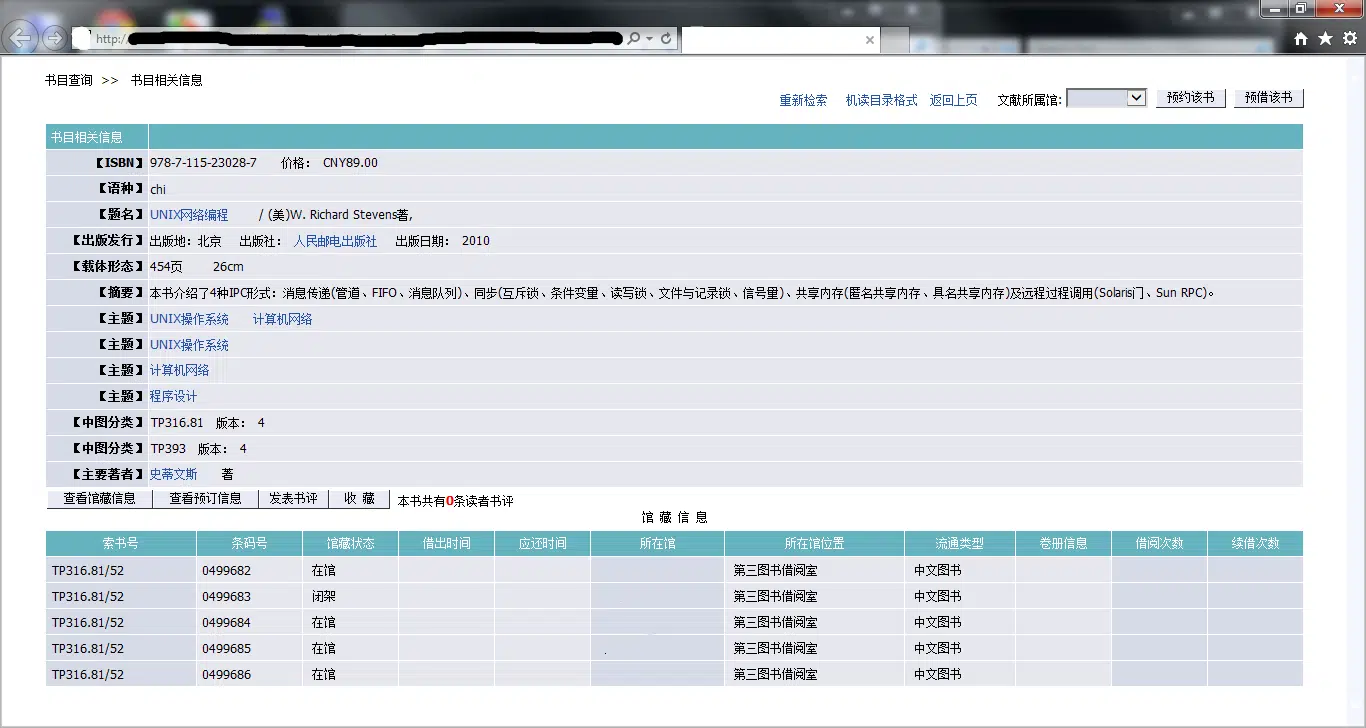 http://
书目查询 >> 书目相关信息
重新检索 机读目录格式 返回上页 文献所属馆: 预约该书 预借该书
书目相关信息
【ISBN】 978-7-115-23028-7 价格: CNY89.00
【语种】 chi
【题名】 UNIX网络编程 / (美)W. Richard Stevens著,
【出版发行】 出版地: 北京 出版社: 人民邮电出版社 出版日期: 2010
【载体形态】 454页 26cm
【摘要】 本书介绍了4种IPC形式: 消息传递(管道、FIFO、消息队列)、同步(互斥锁、条件变量、读写锁、文件与记录锁、信号量)、共享内存(匿名共享内存、具名共享内存)及远程过程调用(Solaris门、Sun RPC)。
【主题】 UNIX操作系统 计算机网络
【主题】 UNIX操作系统
【主题】 计算机网络
【主题】 程序设计
【中图分类】 TP316.81 版本: 4
【中图分类】 TP393 版本: 4
【主要著者】 史蒂文斯 著
查看馆藏信息 查看预订信息 发表书评 收 藏 本书共有0条读者书评
馆 藏 信 息
索书号 条码号 馆藏状态 借出时间 应还时间 所在馆 所在馆位置 流通类型 卷册信息 借阅次数 续借次数
TP316.81/52 0499682 在馆 第三图书借阅室 中文图书
TP316.81/52 0499683 闭架 第三图书借阅室 中文图书
TP316.81/52 0499684 在馆 第三图书借阅室 中文图书
TP316.81/52 0499685 在馆 第三图书借阅室 中文图书
TP316.81/52 0499686 在馆 第三图书借阅室 中文图书